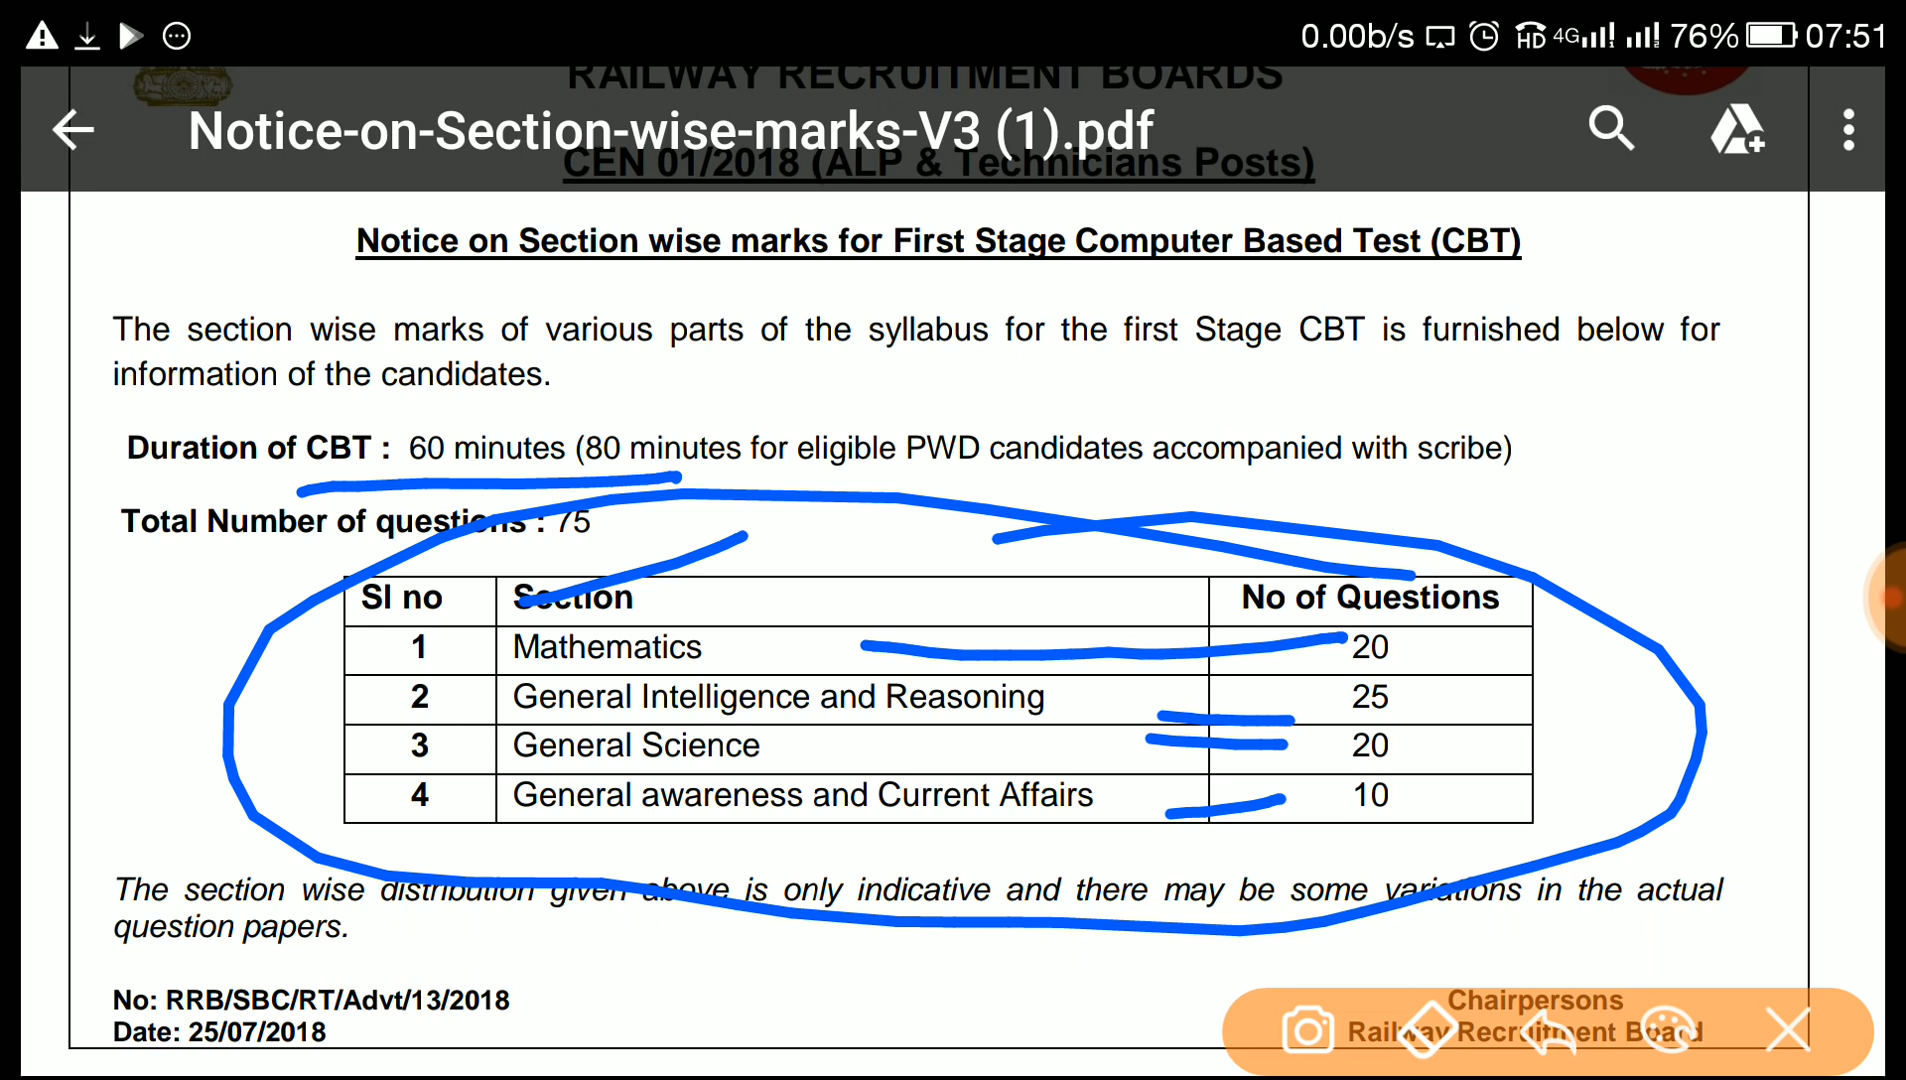 0.00b/s HD 4G 76% 07:51
RAILWAY RECRUITMENT BOARDS
Notice-on-Section-wise-marks-V3 (1).pdf
CEN 01/2018 (ALP & Technicians Posts)
Notice on Section wise marks for First Stage Computer Based Test (CBT)
The section wise marks of various parts of the syllabus for the first Stage CBT is furnished below for
information of the candidates.
Duration of CBT : 60 minutes (80 minutes for eligible PWD candidates accompanied with scribe)
Total Number of questions : 75
Sl no Section No of Questions
1 Mathematics 20
2 General Intelligence and Reasoning 25
3 General Science 20
4 General awareness and Current Affairs 10
The section wise distribution given above is only indicative and there may be some variations in the actual
question papers.
No: RRB/SBC/RT/Advt/13/2018 Chairpersons
Date: 25/07/2018 Railway Recruitment Board